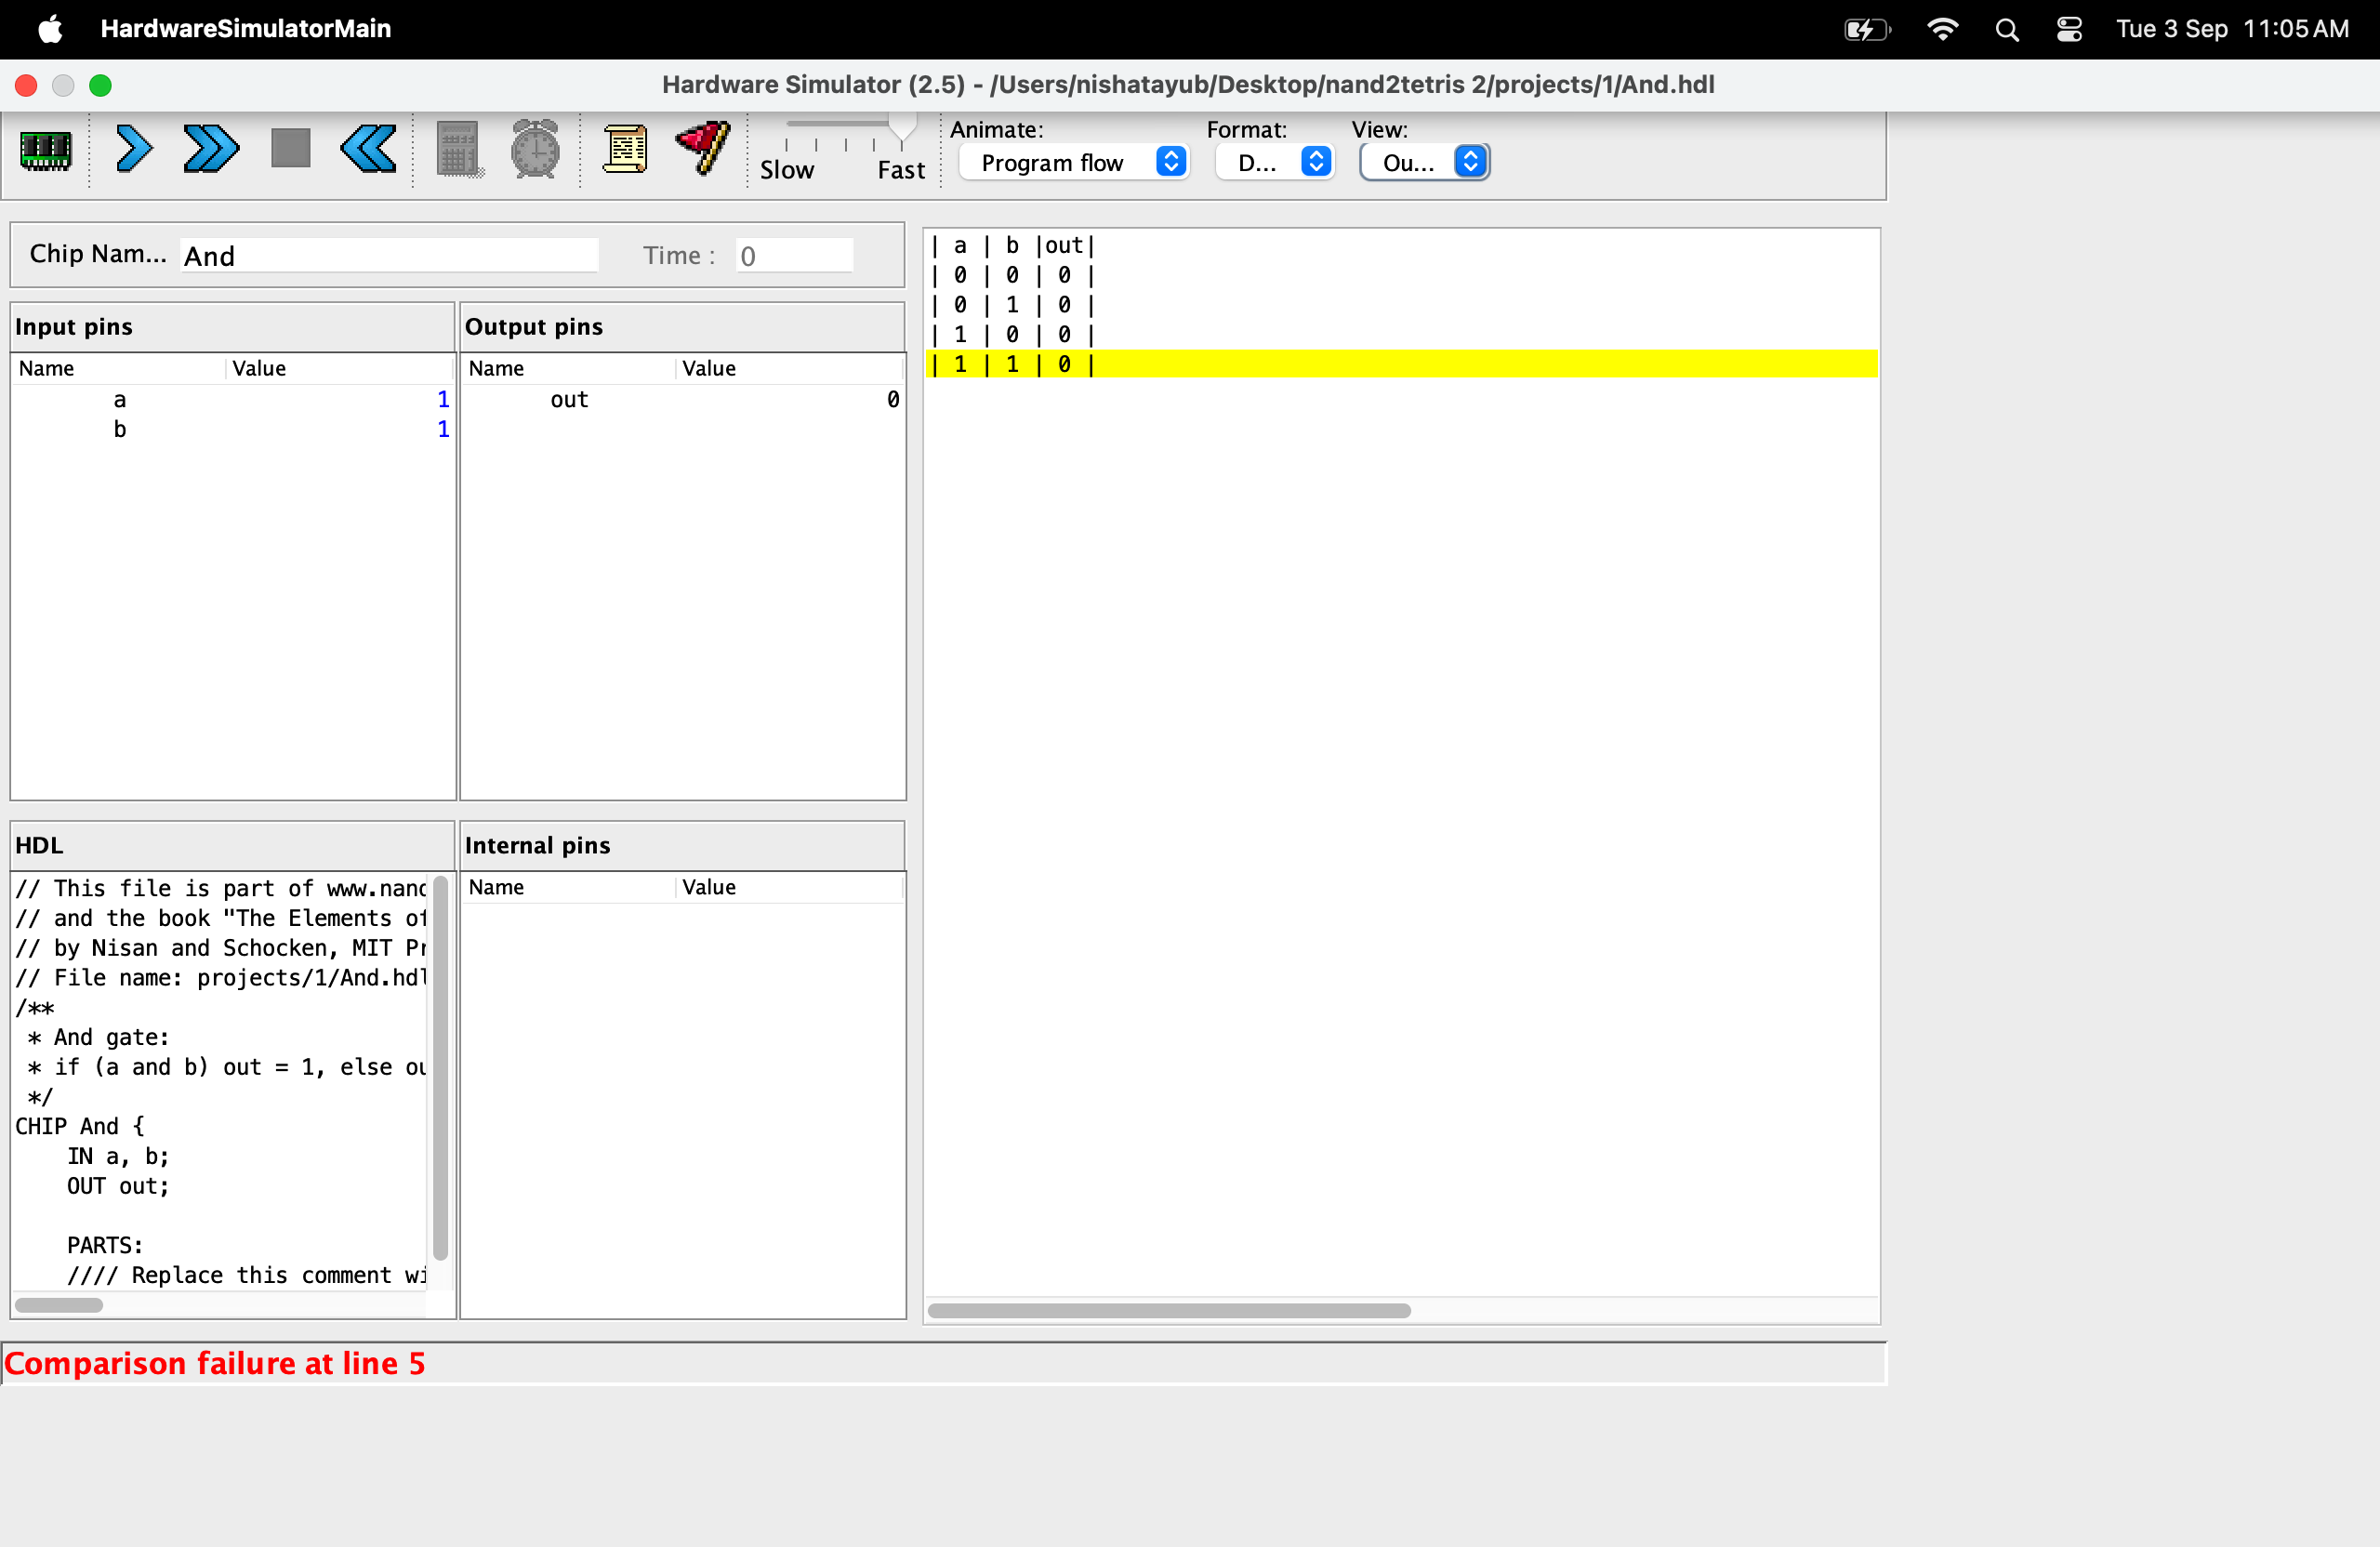 HardwareSimulatorMain
Tue 3 Sep 11:05 AM
Hardware Simulator (2.5) - /Users/nishatayub/Desktop/nand2tetris 2/projects/1/And.hdl
Slow Fast
Animate: Format: View:
Program flow D... Ou...
Chip Nam... And Time : 0
Input pins
Name Value
a 1
b 1
Output pins
Name Value
out 0
| a | b |out|
| 0 | 0 | 0 |
| 0 | 1 | 0 |
| 1 | 0 | 0 |
| 1 | 1 | 0 |
HDL
// This file is part of www.nand
// and the book "The Elements of
// by Nisan and Schocken, MIT Pr
// File name: projects/1/And.hdl
/**
* And gate:
* if (a and b) out = 1, else ou
*/
CHIP And {
IN a, b;
OUT out;
PARTS:
//// Replace this comment wi
Internal pins
Name Value
Comparison failure at line 5